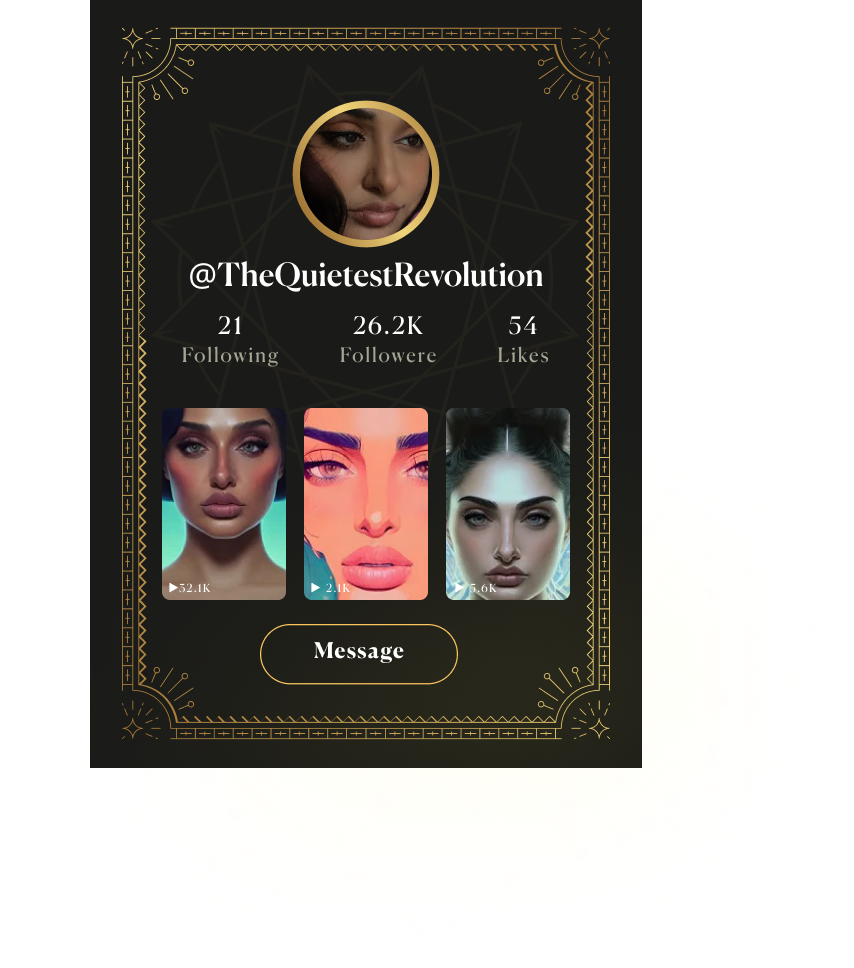 @TheQuietestRevolution
21 26.2K 54
Following Followere Likes
52.1K 2.1K 5.6K
Message